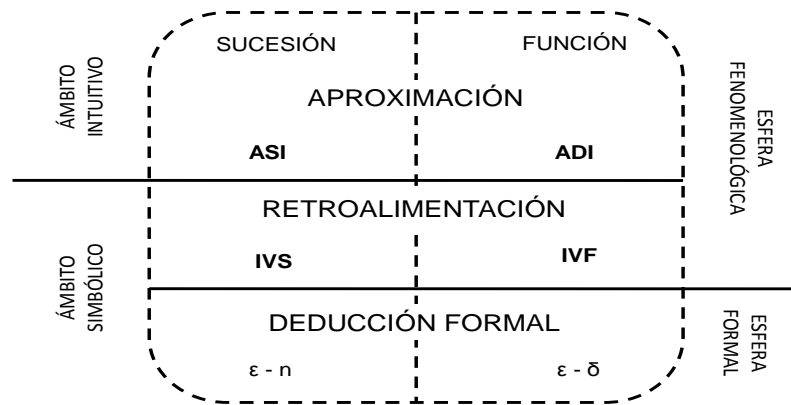 SUCESIÓN
FUNCIÓN
APROXIMACIÓN
ASI
ADI
RETROALIMENTACIÓN
IVS
IVF
DEDUCCIÓN FORMAL
ε - n
ε - δ
ÁMBITO
INTUITIVO
ÁMBITO
SIMBÓLICO
ESFERA
FENOMENOLÓGICA
ESFERA
FORMAL